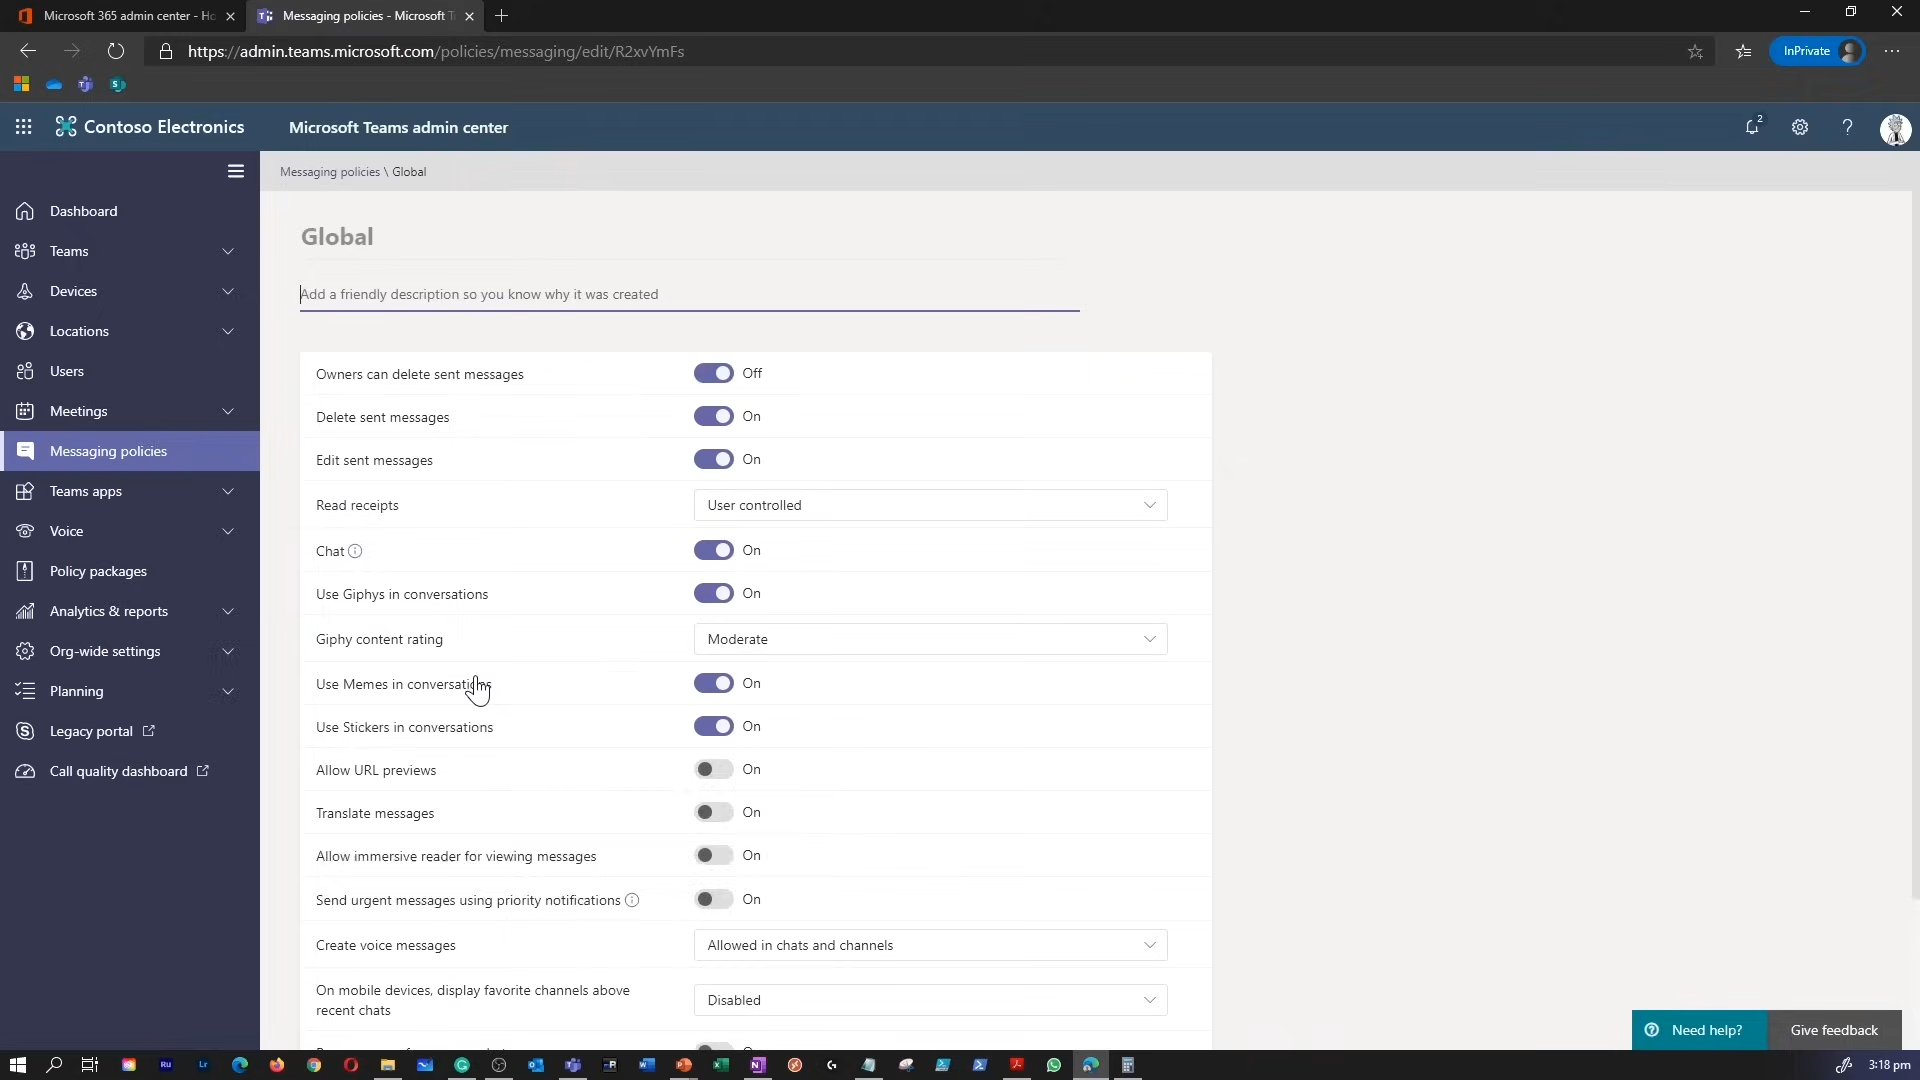 Microsoft 365 admin center - Ho
Messaging policies - Microsoft T
https://admin.teams.microsoft.com/policies/messaging/edit/R2xvYmFs
InPrivate
Contoso Electronics
Microsoft Teams admin center
2
Messaging policies \ Global
Dashboard
Teams
Devices
Locations
Users
Meetings
Messaging policies
Teams apps
Voice
Policy packages
Analytics & reports
Org-wide settings
Planning
Legacy portal
Call quality dashboard
Global
Add a friendly description so you know why it was created
Owners can delete sent messages Off
Delete sent messages On
Edit sent messages On
Read receipts User controlled
Chat On
Use Giphys in conversations On
Giphy content rating Moderate
Use Memes in conversations On
Use Stickers in conversations On
Allow URL previews On
Translate messages On
Allow immersive reader for viewing messages On
Send urgent messages using priority notifications On
Create voice messages Allowed in chats and channels
On mobile devices, display favorite channels above
recent chats Disabled
Need help?
Give feedback
Ru
Lr
3:18 pm